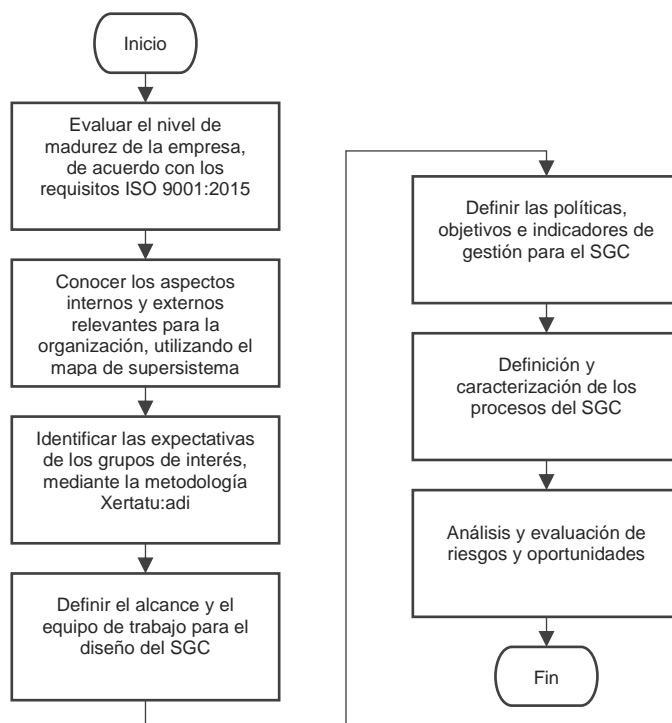 Inicio
Evaluar el nivel de
madurez de la empresa,
de acuerdo con los
requisitos ISO 9001:2015
Conocer los aspectos
internos y externos
relevantes para la
organización, utilizando el
mapa de supersistema
Identificar las expectativas
de los grupos de interés,
mediante la metodología
Xertatu:adi
Definir el alcance y el
equipo de trabajo para el
diseño del SGC
Definir las políticas,
objetivos e indicadores de
gestión para el SGC
Definición y
caracterización de los
procesos del SGC
Análisis y evaluación de
riesgos y oportunidades
Fin